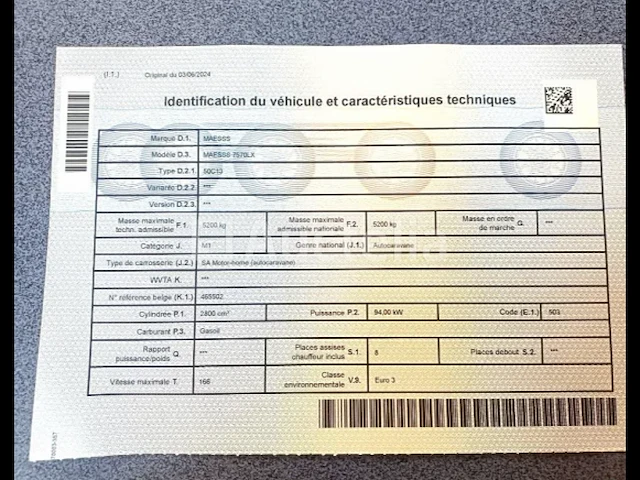 (I.1.) Original du 03/06/2024
Identification du véhicule et caractéristiques techniques
Marque D.1. MAESSS
Modèle D.3. MAESSS 7570LX
Type D.2.1. 50C13
Variante D.2.2. ---
Version D.2.3. ---
Masse maximale techn. admissible F.1. 5200 kg Masse maximale admissible nationale F.2. 5200 kg Masse en ordre de marche G. ---
Catégorie J. M1 Genre national (J.1.) Autocaravane
Type de carrosserie (J.2.) SA Motor-home (autocaravane)
WVTA K. ---
N° référence belge (K.1.) 465502
Cylindrée P.1. 2800 cm³ Puissance P.2. 94,00 kW Code (E.1.) 503
Carburant P.3. Gasoil
Rapport puissance/poids Q. --- Places assises chauffeur inclus S.1. 8 Places debout S.2. ---
Vitesse maximale T. 166 Classe environnementale V.9. Euro 3